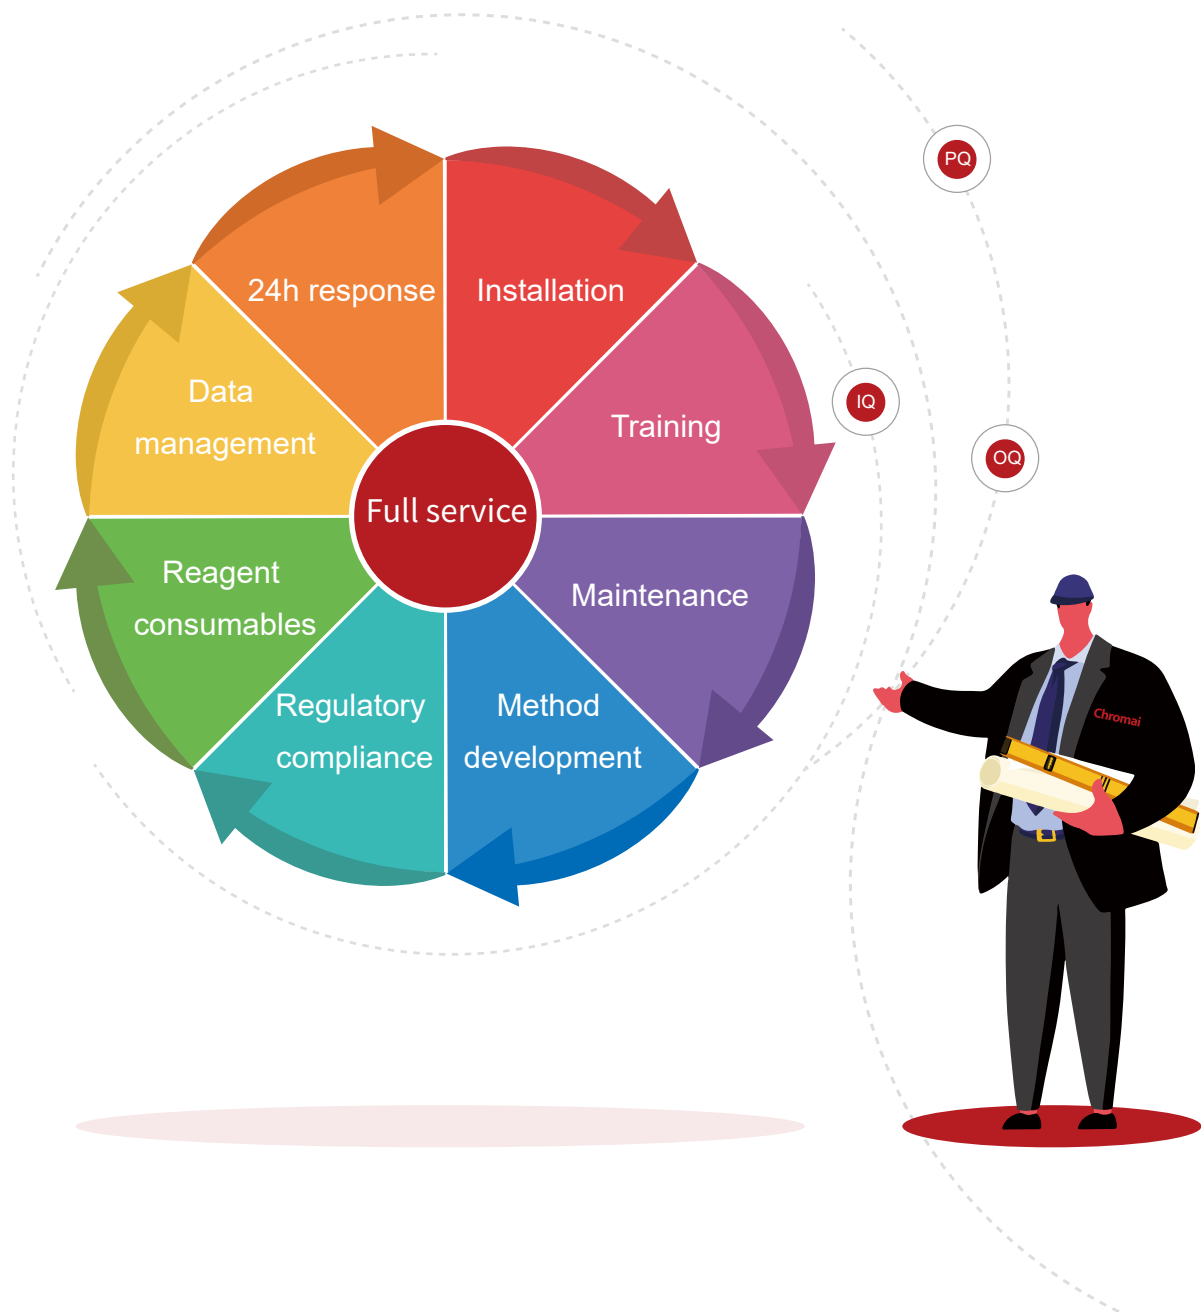 PQ
24h response
Installation
Data
management
Training
IQ
OQ
Full service
Reagent
consumables
Maintenance
Regulatory
compliance
Method
development
Chromai